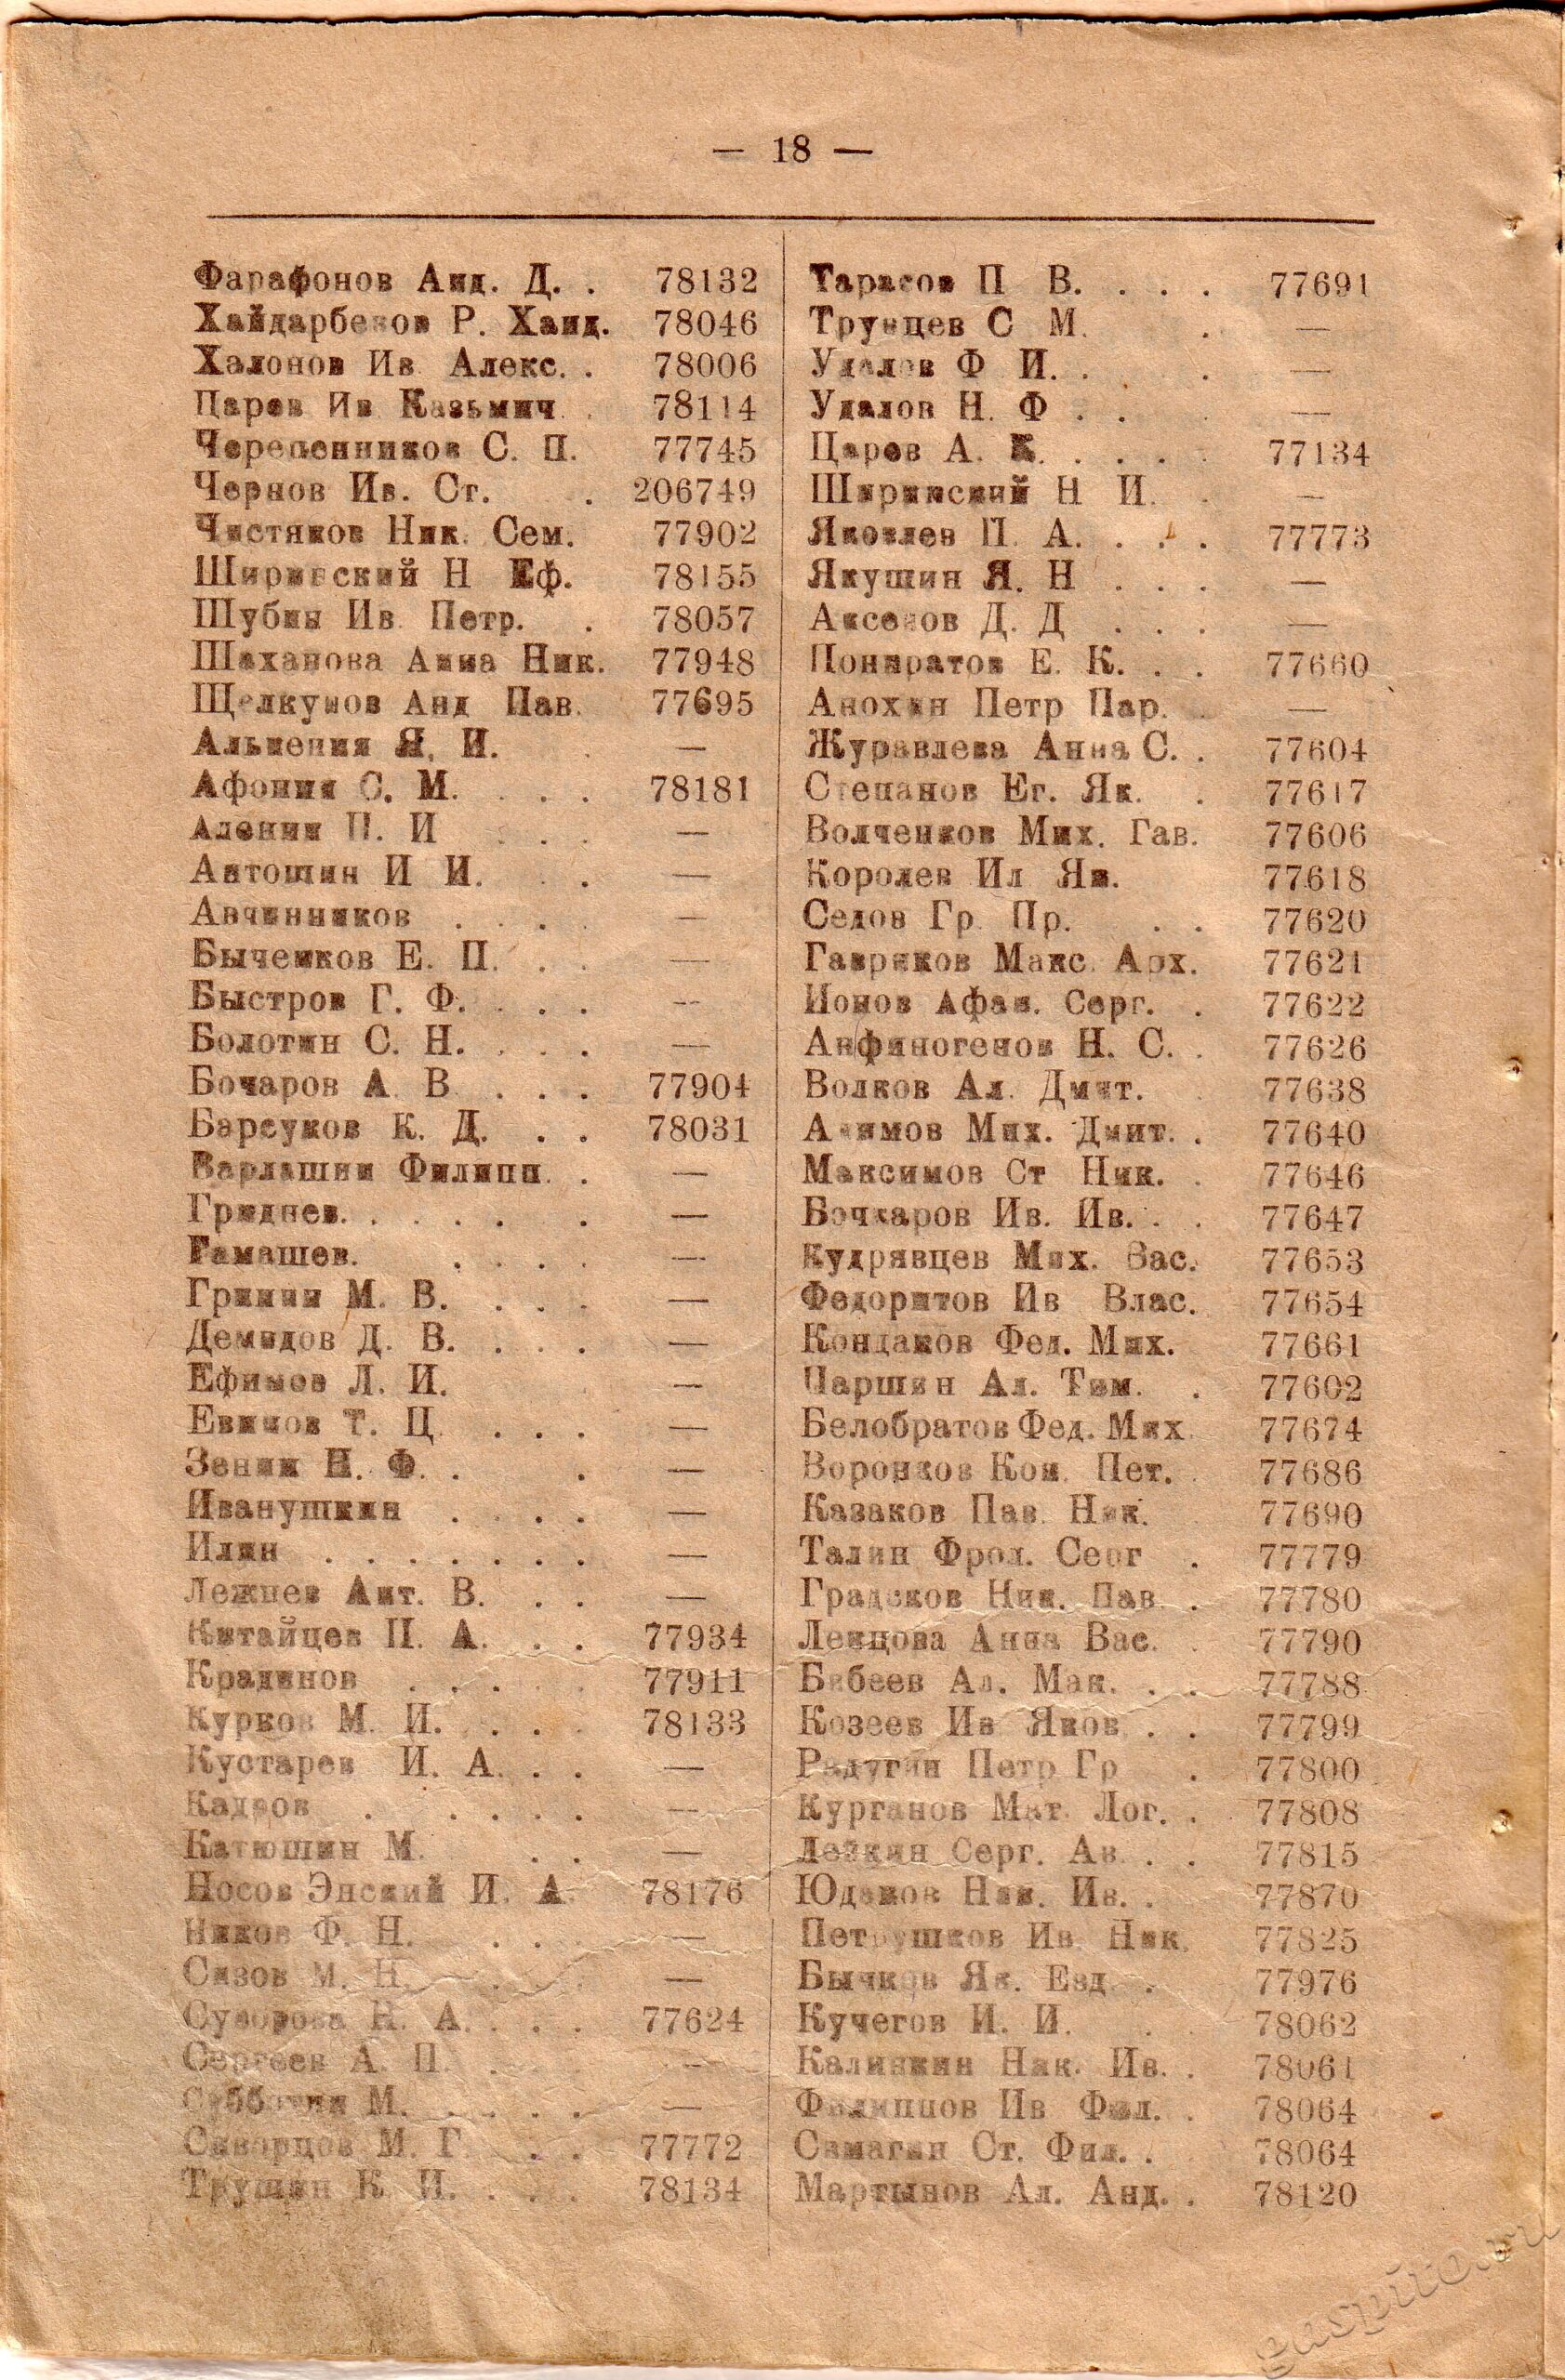 — 18 —
Фарафонов Анд. Д. . 78132
Хайдарбеков Р. Ханд. 78046
Халонов Ив. Алекс. . 78006
Царев Ив. Казьмич . 78114
Черепенников С. П. 77745
Чернов Ив. Ст. . 206749
Чистяков Ник. Сем. 77902
Ширинский Н Еф. 78155
Шубин Ив. Петр. . 78057
Шаханова Анна Ник. 77948
Щелкунов Анд Пав. 77695
Альменин Я. И. —
Афонин С. М. . . . 78181
Аленин П. И . . . —
Антошин И И. . . —
Авчинников . . . . —
Быченков Е. П. . . —
Быстров Г. Ф. . . . —
Болотин С. Н. . . . —
Бочаров А. В . . . 77904
Барсуков К. Д. . . 78031
Варлашин Филипп. . —
Гриднев. . . . . . —
Гамашев. . . . . —
Гринин М. В. . . . —
Демидов Д. В. . . . —
Ефимов Л. И. —
Евинов Т. Ц. . . . —
Зенин Н. Ф. . . —
Иванушкин . . . . —
Илин . . . . . . . —
Лежнев Ант. В. . . —
Китайцев П. А. . . 77934
Кралинов . . . . . 77911
Курков М. И. . . . 78133
Кустарев И. А. . . —
Кадров . . . . . —
Катюшин М. . . —
Носов Энский И. А. 78176
Ников Ф. Н. . . . —
Сизов М. Н. . . . —
Суворова Н. А. . . . 77624
Сергеев А. П. . —
Субботин М. . . . . —
Скворцов М. Г. . . 77772
Трушин К. И. . . . 78134
Тарасов П В. . . . 77691
Трунцев С М. . —
Удалов Ф И. . . —
Удалов Н. Ф . . —
Царев А. К. . . . . 77134
Ширинский Н И. . —
Яковлев П. А. . . . 77773
Якушин Я. Н . . . —
Аксенов Д. Д . . . —
Пониратов Е. К. . . 77660
Анохин Петр Пар. . —
Журавлева Анна С. . 77604
Степанов Ег. Як. . 77617
Волченков Мих. Гав. 77606
Королев Ил Як. 77618
Седов Гр. Пр. . . 77620
Гавриков Макс. Арх. 77621
Ионов Афан. Серг. . 77622
Анфиногенов Н. С. . 77626
Волков Ал. Дмит. 77638
Акимов Мих. Дмит. . 77640
Максимов Ст Ник. . 77646
Бочкаров Ив. Ив. . . 77647
Кудрявцев Мих. Вас. 77653
Федоритов Ив Влас. 77654
Кондаков Фед. Мих. 77661
Паршин Ал. Тим. . 77602
Белобратов Фед. Мих. 77674
Воронков Кон. Пет. . 77686
Казаков Пав. Ник. 77690
Талин Фрол. Серг . 77779
Градсков Ник. Пав. . 77780
Левцова Анна Вас. . 77790
Бабеев Ал. Мак. . . 77788
Козеев Ив Яков . . 77799
Радугин Петр Гр . 77800
Курганов Мат. Лог. . 77808
Лезкин Серг. Ав. . . 77815
Юдаков Ник. Ив. . 77870
Петрушков Ив. Ник. 77825
Бычков Як. Езд . 77976
Кучегов И. И. . 78062
Калинкин Ник. Ив. . 78061
Филиппов Ив Фил. . 78064
Самагин Ст. Фил. . 78064
Мартынов Ал. Анд. . 78120
gaspito.ru